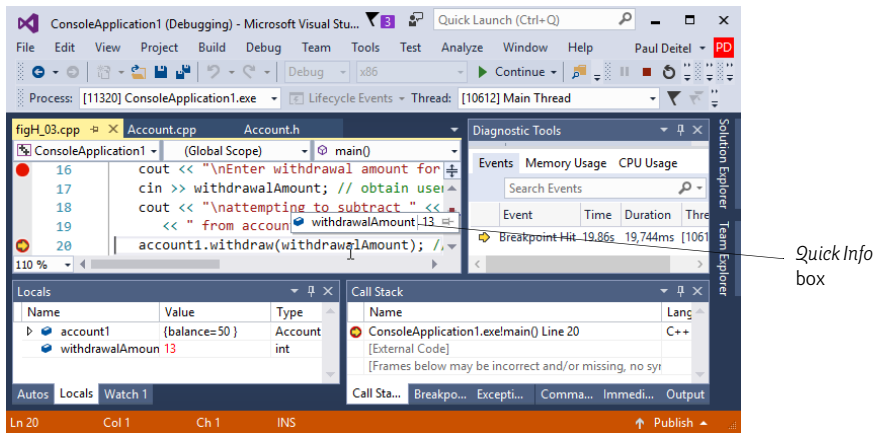 ConsoleApplication1 (Debugging) - Microsoft Visual Stu... 3 Quick Launch (Ctrl+Q)
File Edit View Project Build Debug Team Tools Test Analyze Window Help Paul Deitel PD
Debug x86 Continue
Process: [11320] ConsoleApplication1.exe Lifecycle Events Thread: [10612] Main Thread
figH_03.cpp Account.cpp Account.h
ConsoleApplication1 (Global Scope) main()
16 cout << "\nEnter withdrawal amount for
17 cin >> withdrawalAmount; // obtain user
18 cout << "\nattempting to subtract " <<
19 << " from accoun
withdrawalAmount 13
20 account1.withdraw(withdrawalAmount); //
110 %
Diagnostic Tools
Events Memory Usage CPU Usage
Search Events
Event Time Duration Thre
Breakpoint Hit 19.86s 19,744ms [1061
Solution Explorer
Team Explorer
Quick Info
box
Locals
Name Value Type
account1 {balance=50 } Account
withdrawalAmoun 13 int
Autos Locals Watch 1
Call Stack
Name Lang
ConsoleApplication1.exe!main() Line 20 C++
[External Code]
[Frames below may be incorrect and/or missing, no syr
Call Sta... Breakpo... Excepti... Comma... Immedi... Output
Ln 20 Col 1 Ch 1 INS Publish